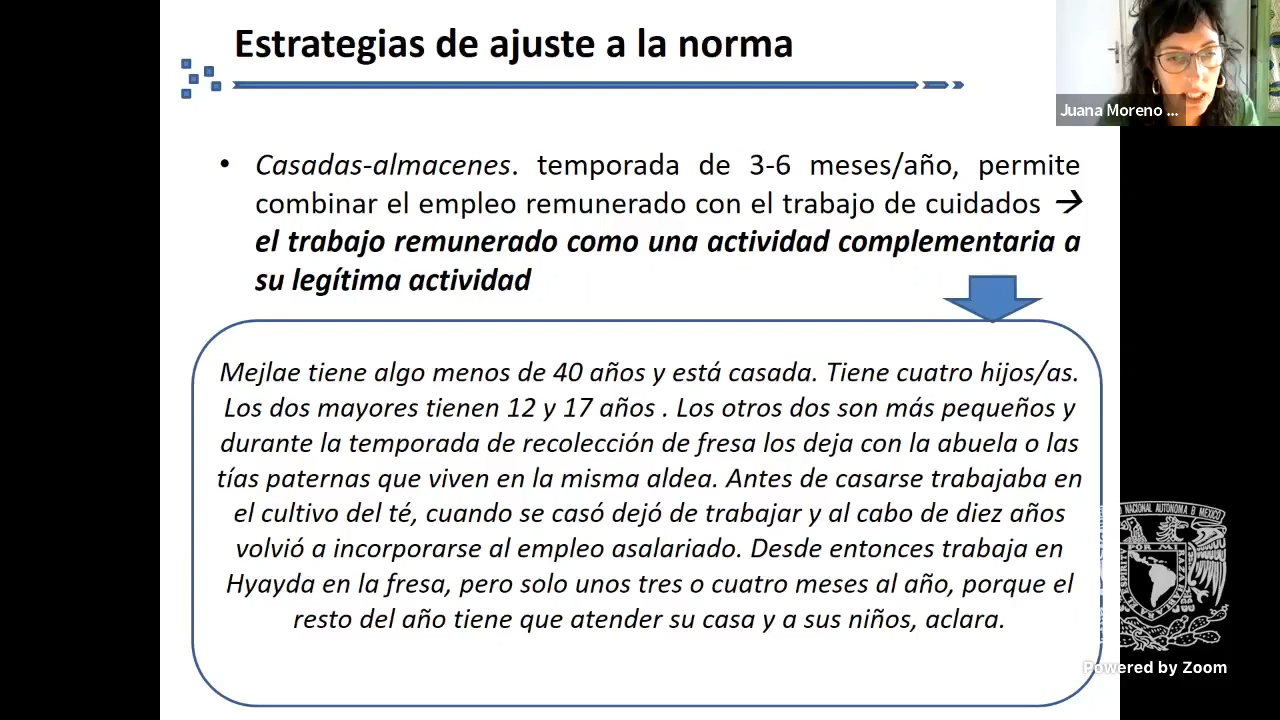 Estrategias de ajuste a la norma
Juana Moreno ...
• Casadas-almacenes. temporada de 3-6 meses/año, permite
combinar el empleo remunerado con el trabajo de cuidados →
el trabajo remunerado como una actividad complementaria a
su legítima actividad
Mejlae tiene algo menos de 40 años y está casada. Tiene cuatro hijos/as.
Los dos mayores tienen 12 y 17 años . Los otros dos son más pequeños y
durante la temporada de recolección de fresa los deja con la abuela o las
tías paternas que viven en la misma aldea. Antes de casarse trabajaba en
el cultivo del té, cuando se casó dejó de trabajar y al cabo de diez años
volvió a incorporarse al empleo asalariado. Desde entonces trabaja en
Hyayda en la fresa, pero solo unos tres o cuatro meses al año, porque el
resto del año tiene que atender su casa y a sus niños, aclara.
Powered by Zoom